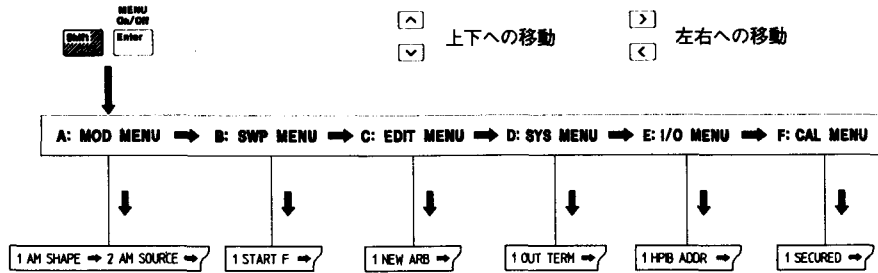 MENU
On/Off
Shift Enter
上下への移動
左右への移動
A: MOD MENU ➡ B: SWP MENU ➡ C: EDIT MENU ➡ D: SYS MENU ➡ E: I/O MENU ➡ F: CAL MENU
1 AM SHAPE ➡ 2 AM SOURCE ➡
1 START F ➡
1 NEW ARB ➡
1 OUT TERM ➡
1 HPIB ADDR ➡
1 SECURED ➡